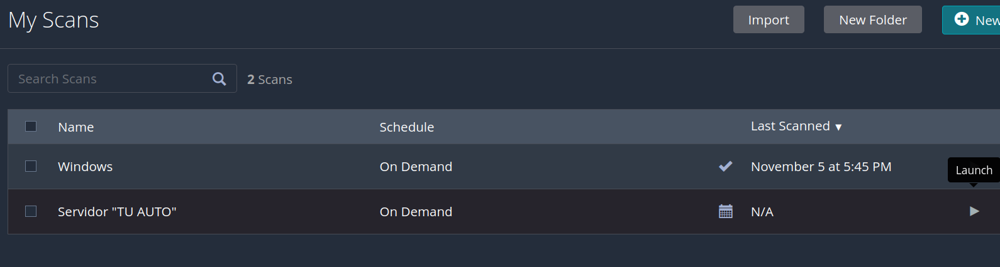 My Scans
Import
New Folder
New
Search Scans
2 Scans
Name Schedule Last Scanned
Windows On Demand November 5 at 5:45 PM
Launch
Servidor "TU AUTO" On Demand N/A